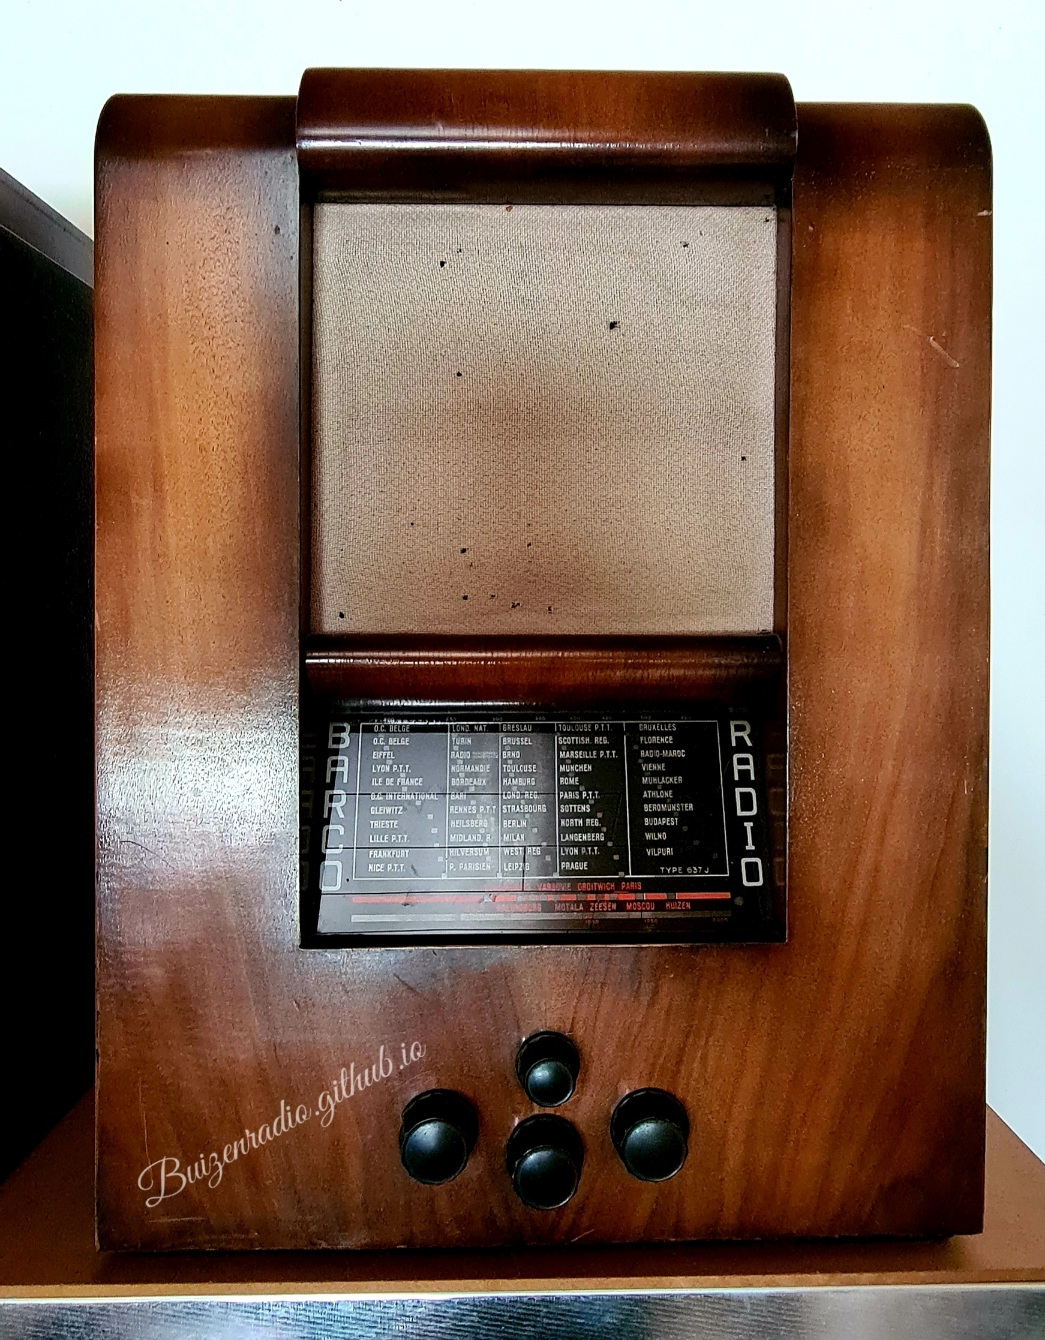 BARCO
RADIO
O.C. BELGE LOND. NAT. BRESLAU TOULOUSE P.T.T. BRUXELLES
O.C. BELGE TURIN BRUSSEL SCOTTISH REG. FLORENCE
EIFFEL RADIO BRNO MARSEILLE P.T.T. RADIO-MAROC
LYON P.T.T. NORMANDIE TOULOUSE MUNCHEN VIENNE
ILE DE FRANCE BORDEAUX HAMBURG ROME MUHLACKER
O.C. INTERNATIONAL BARI LOND. REG. PARIS P.T.T. ATHLONE
GLEIWITZ RENNES P.T.T STRASBOURG SOTTENS BEROMUNSTER
TRIESTE HEILSBERG BERLIN NORTH REG. BUDAPEST
LILLE P.T.T. MIDLAND. R. MILAN LANGENBERG WILNO
FRANKFURT HILVERSUM WEST. REG LYON P.T.T. VILPURI
NICE P.T.T. P. PARISIEN LEIPZIG PRAGUE
TYPE 637 J
VARSOVIE DROITWICH PARIS
MOTALA ZEESEN MOSCOU HUIZEN
Buizenradio.github.io